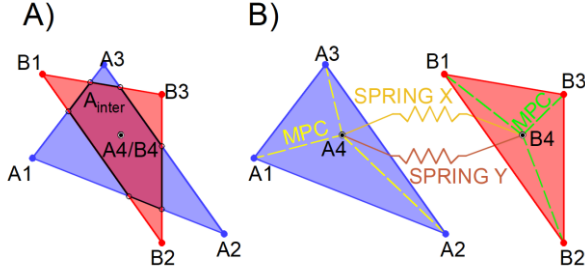 A)
B1
A3
B3
Ainter
A4/B4
A1
A2
B2
B)
A3
B1
SPRING X
B3
MPC
MPC
A4
B4
A1
SPRING Y
A2
B2